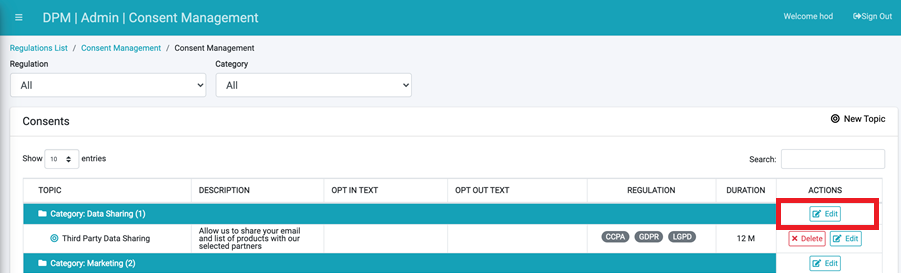 DPM | Admin | Consent Management
Welcome hod
Sign Out
Regulations List / Consent Management / Consent Management
Regulation
Category
All
All
Consents
New Topic
Show 10 entries
Search:
TOPIC DESCRIPTION OPT IN TEXT OPT OUT TEXT REGULATION DURATION ACTIONS
Category: Data Sharing (1)
Edit
Third Party Data Sharing
Allow us to share your email
and list of products with our
selected partners
CCPA GDPR LGPD
12 M
Delete Edit
Category: Marketing (2)
Edit